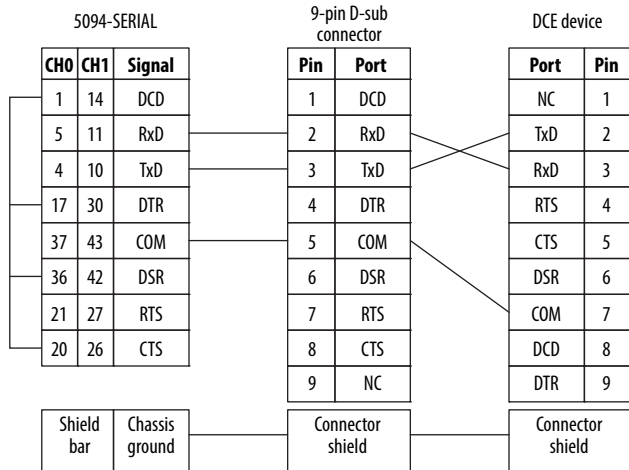 5094-SERIAL
9-pin D-sub
connector
DCE device
CH0 CH1 Signal
1 14 DCD
5 11 RxD
4 10 TxD
17 30 DTR
37 43 COM
36 42 DSR
21 27 RTS
20 26 CTS
Shield bar Chassis ground
Pin Port
1 DCD
2 RxD
3 TxD
4 DTR
5 COM
6 DSR
7 RTS
8 CTS
9 NC
Connector
shield
Port Pin
NC 1
TxD 2
RxD 3
RTS 4
CTS 5
DSR 6
COM 7
DCD 8
DTR 9
Connector
shield